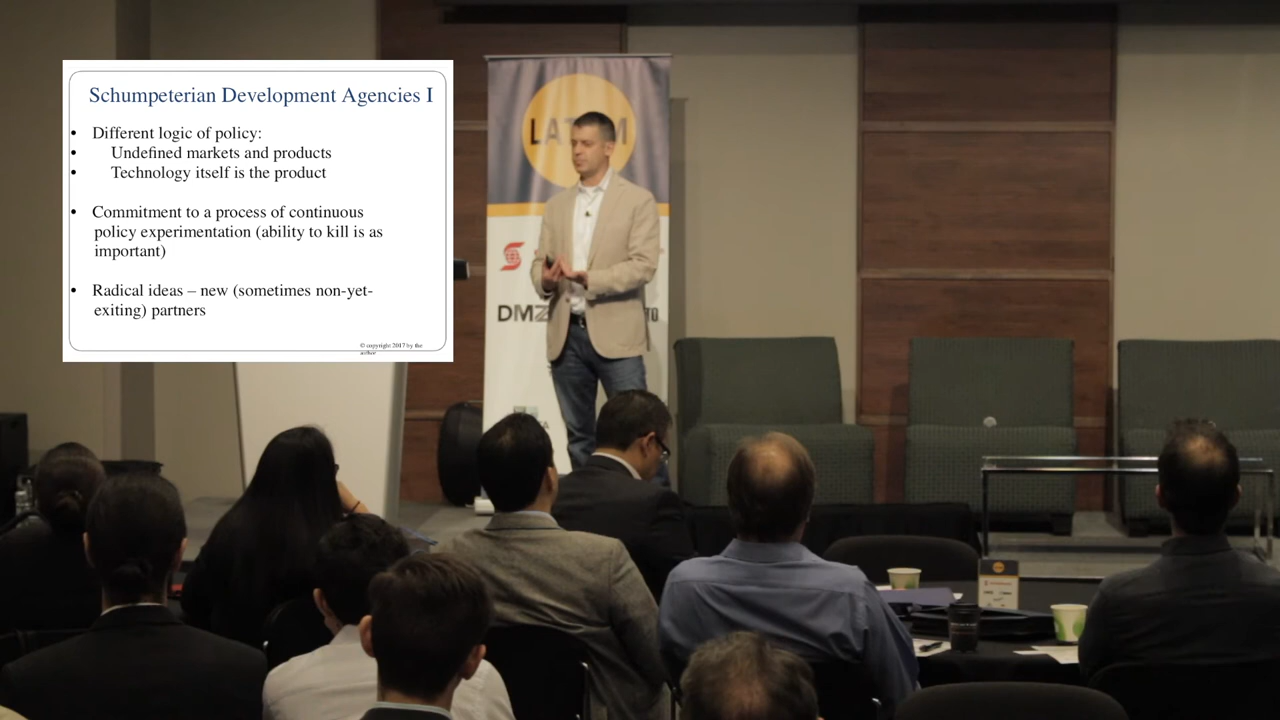 Schumpeterian Development Agencies I
• Different logic of policy:
• Undefined markets and products
• Technology itself is the product
• Commitment to a process of continuous
policy experimentation (ability to kill is as
important)
• Radical ideas – new (sometimes non-yet-
exiting) partners
© copyright 2017 by the
author
LA
M
S
DMZ